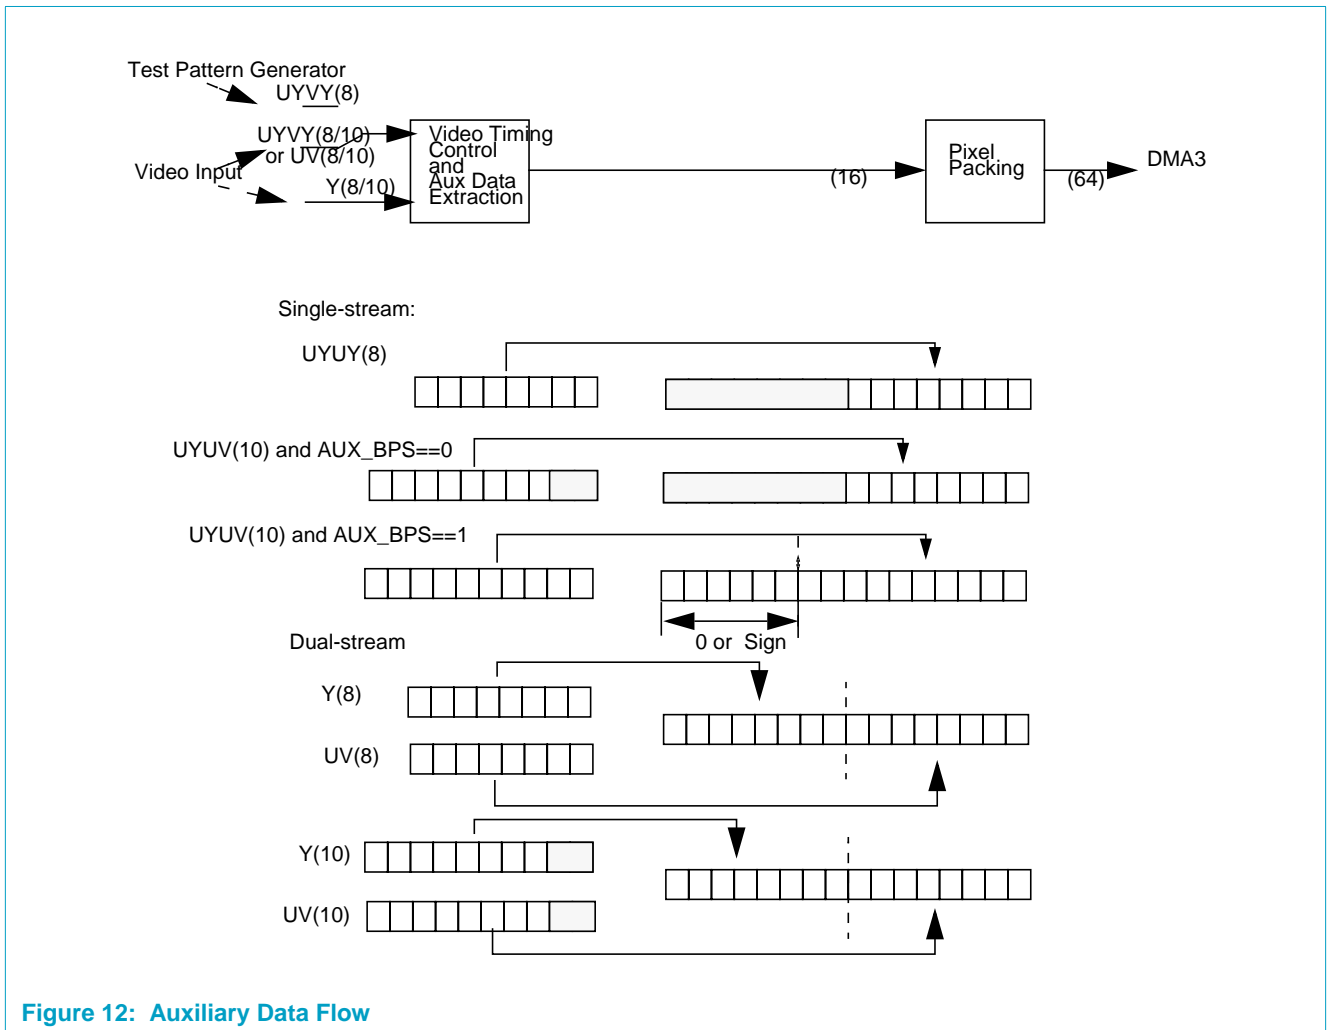 Test Pattern Generator
UYVY(8)
UYVY(8/10)
or UV(8/10)
Video Input
Y(8/10)
Video Timing
Control
and
Aux Data
Extraction
(16)
Pixel
Packing
(64)
DMA3
Single-stream:
UYUY(8)
UYUV(10) and AUX_BPS==0
UYUV(10) and AUX_BPS==1
0 or Sign
Dual-stream
Y(8)
UV(8)
Y(10)
UV(10)
Figure 12: Auxiliary Data Flow